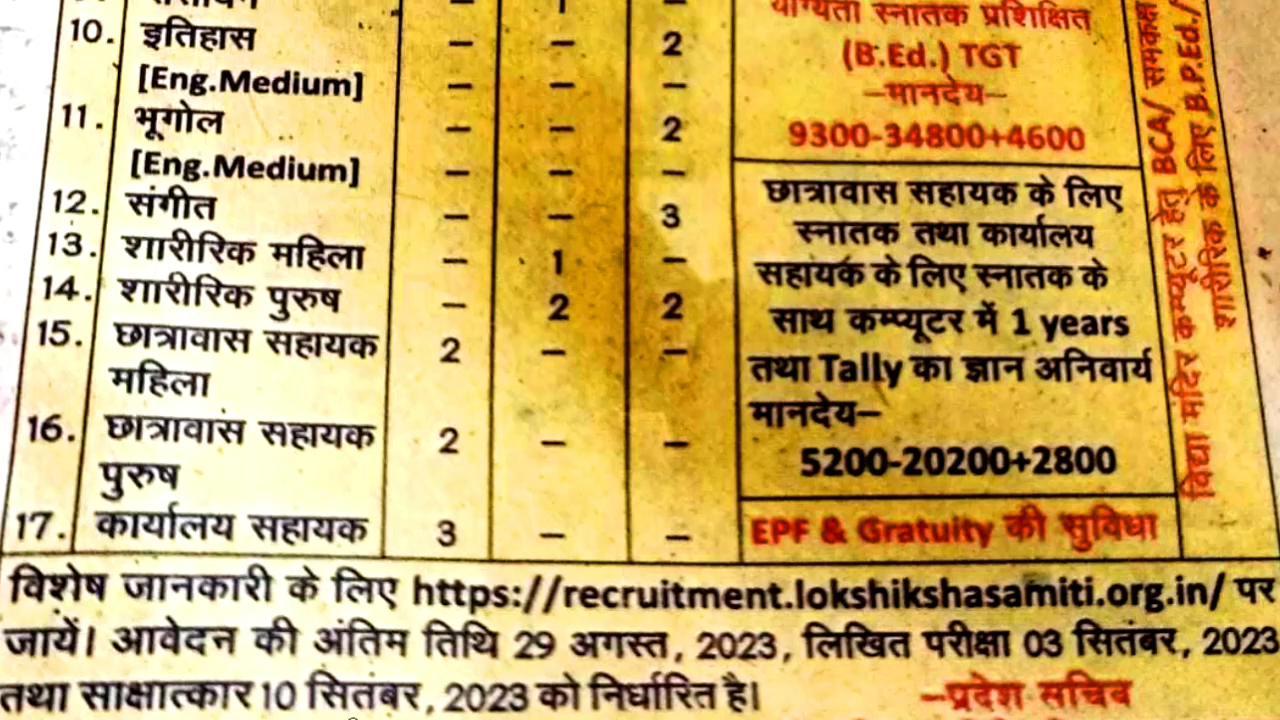 10. इतिहास – – 2
[Eng.Medium] – – –
11. भूगोल – – 2
[Eng.Medium] – – –
12. संगीत – – 3
13. शारीरिक महिला – 1 –
14. शारीरिक पुरुष – 2 2
15. छात्रावास सहायक 2 – –
महिला
16. छात्रावास सहायक 2 – –
पुरुष
17. कार्यालय सहायक 3 – –
योग्यता स्नातक प्रशिक्षित
(B.Ed.) TGT
–मानदेय–
9300-34800+4600
छात्रावास सहायक के लिए
स्नातक तथा कार्यालय
सहायक के लिए स्नातक के
साथ कम्प्यूटर में 1 years
तथा Tally का ज्ञान अनिवार्य
मानदेय–
5200-20200+2800
EPF & Gratuity की सुविधा
विद्या मंदिर कम्प्यूटर हेतु BCA/ समकक्ष
शारीरिक के लिए B.P.Ed./
विशेष जानकारी के लिए https://recruitment.lokshikshasamiti.org.in/ पर
जायें। आवेदन की अंतिम तिथि 29 अगस्त, 2023, लिखित परीक्षा 03 सितंबर, 2023
तथा साक्षात्कार 10 सितंबर, 2023 को निर्धारित है।
–प्रदेश सचिव